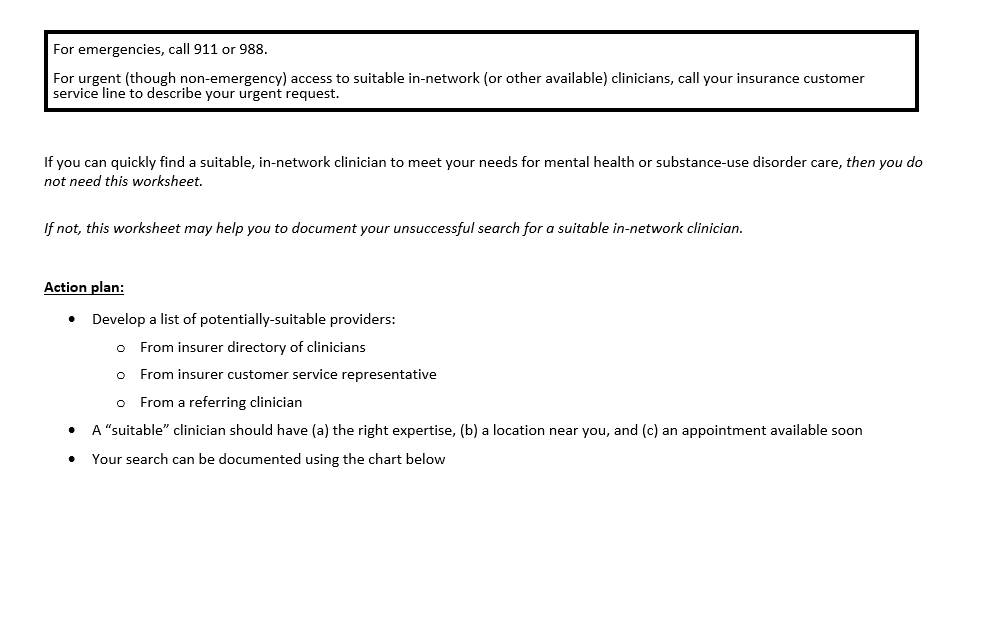 For emergencies, call 911 or 988.
For urgent (though non-emergency) access to suitable in-network (or other available) clinicians, call your insurance customer
service line to describe your urgent request.
If you can quickly find a suitable, in-network clinician to meet your needs for mental health or substance-use disorder care, then you do
not need this worksheet.
If not, this worksheet may help you to document your unsuccessful search for a suitable in-network clinician.
Action plan:
• Develop a list of potentially-suitable providers:
o From insurer directory of clinicians
o From insurer customer service representative
o From a referring clinician
• A “suitable” clinician should have (a) the right expertise, (b) a location near you, and (c) an appointment available soon
• Your search can be documented using the chart below